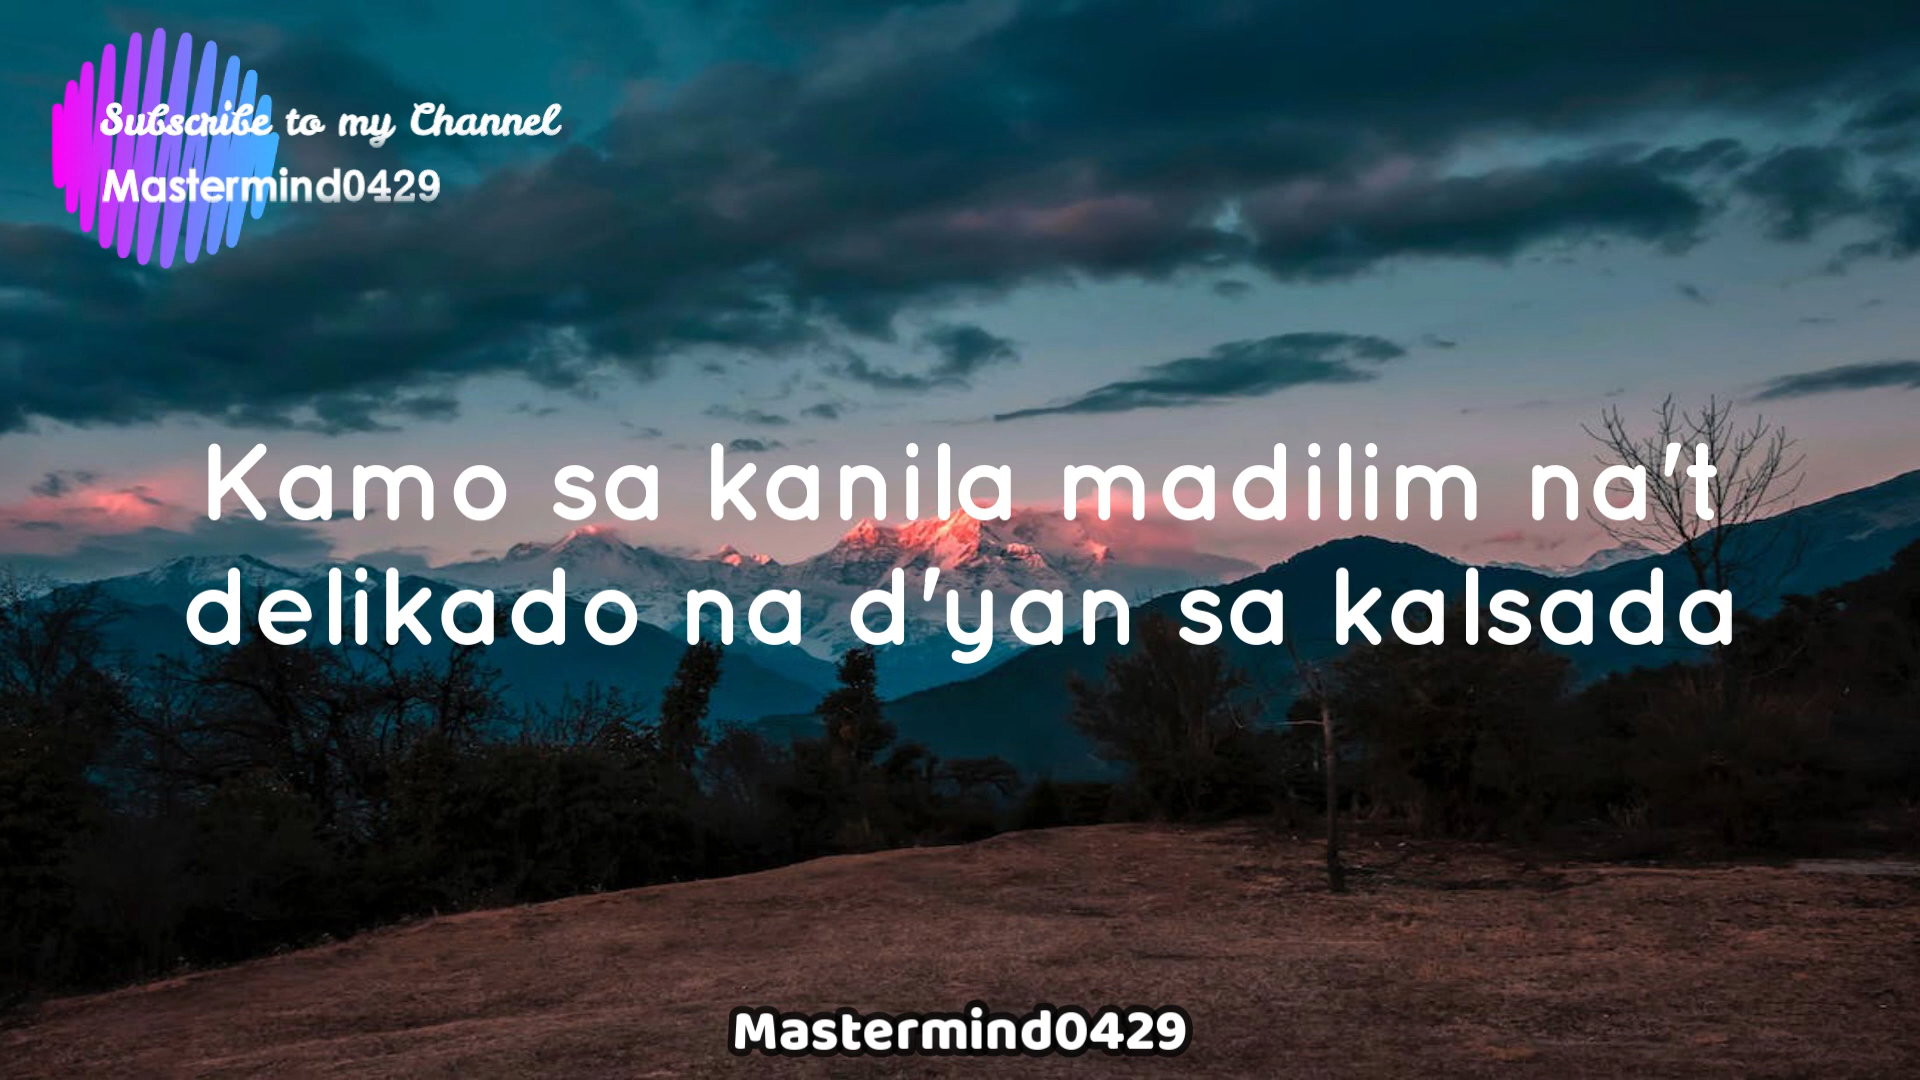 Subscribe to my Channel
Mastermind0429
Kamo sa kanila madilim na't
delikado na d'yan sa kalsada
Mastermind0429